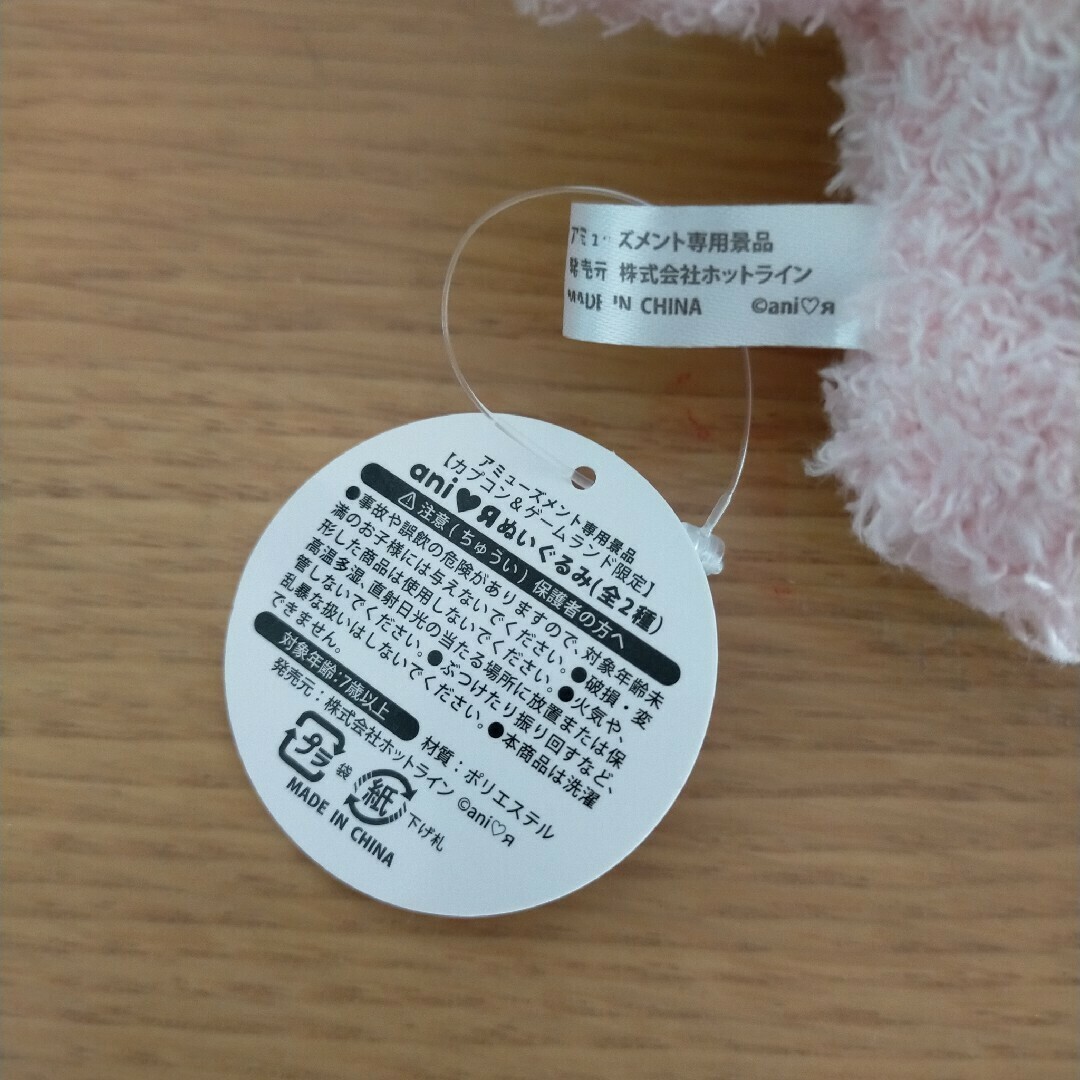 アミューズメント専用景品
発売元 株式会社ホットライン
MADE IN CHINA ©ani♡я
アミューズメント専用景品
【カプコン&ゲームランド限定】
ani♥яぬいぐるみ(全2種)
⚠注意(ちゅうい) 保護者の方へ
●事故や誤飲の危険がありますので、対象年齢未
満のお子様には与えないでください。●破損・変
形した商品は使用しないでください。●火気や、
高温多湿、直射日光の当たる場所に放置または保
管しないでください。●ぶつけたり振り回すなど、
乱暴な扱いはしないでください。●本商品は洗濯
できません。
対象年齢:7歳以上 材質:ポリエステル
発売元:株式会社ホットライン ©ani♡я
プラ 袋 紙 下げ札
MADE IN CHINA